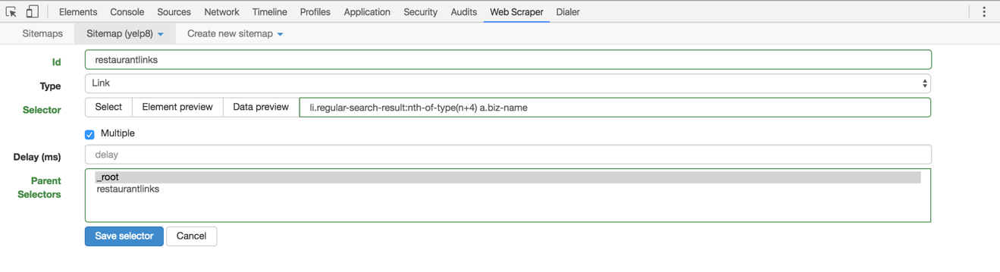 Elements Console Sources Network Timeline Profiles Application Security Audits Web Scraper Dialer
Sitemaps Sitemap (yelp8) Create new sitemap
Id restaurantlinks
Type Link
Selector Select Element preview Data preview li.regular-search-result:nth-of-type(n+4) a.biz-name
Multiple
Delay (ms) delay
Parent Selectors _root
restaurantlinks
Save selector Cancel